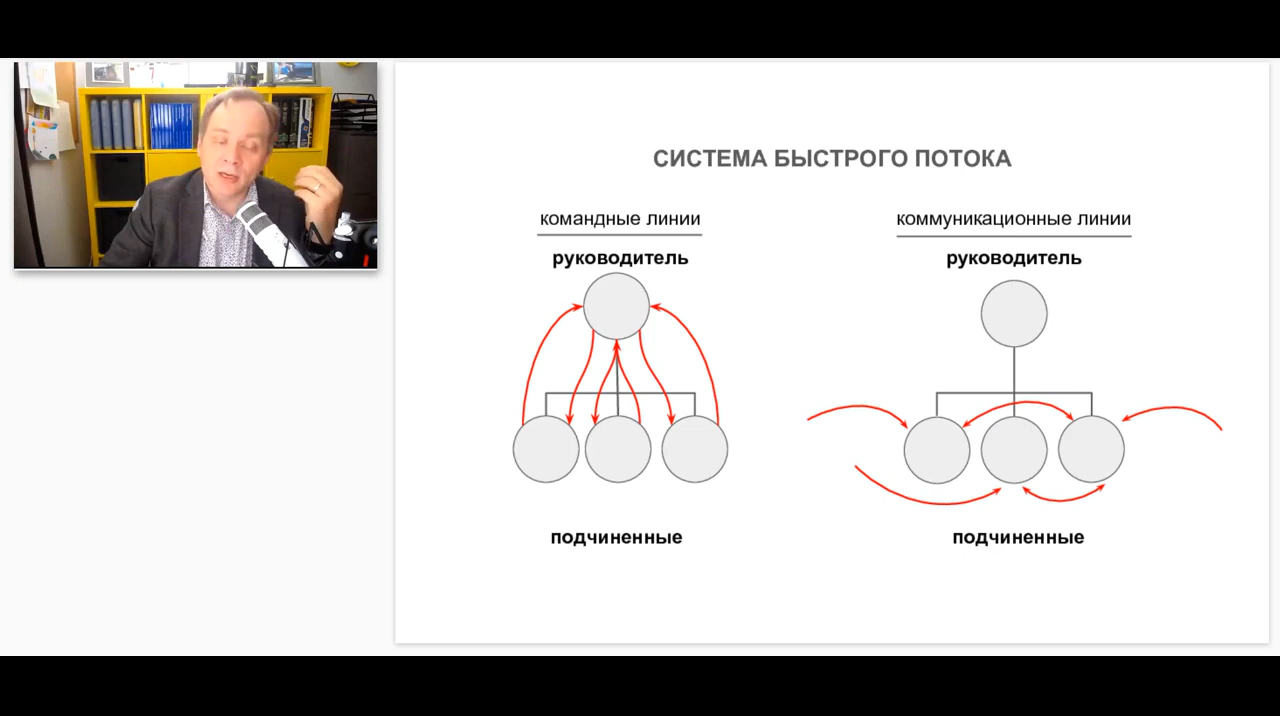 СИСТЕМА БЫСТРОГО ПОТОКА
командные линии
руководитель
подчиненные
коммуникационные линии
руководитель
подчиненные